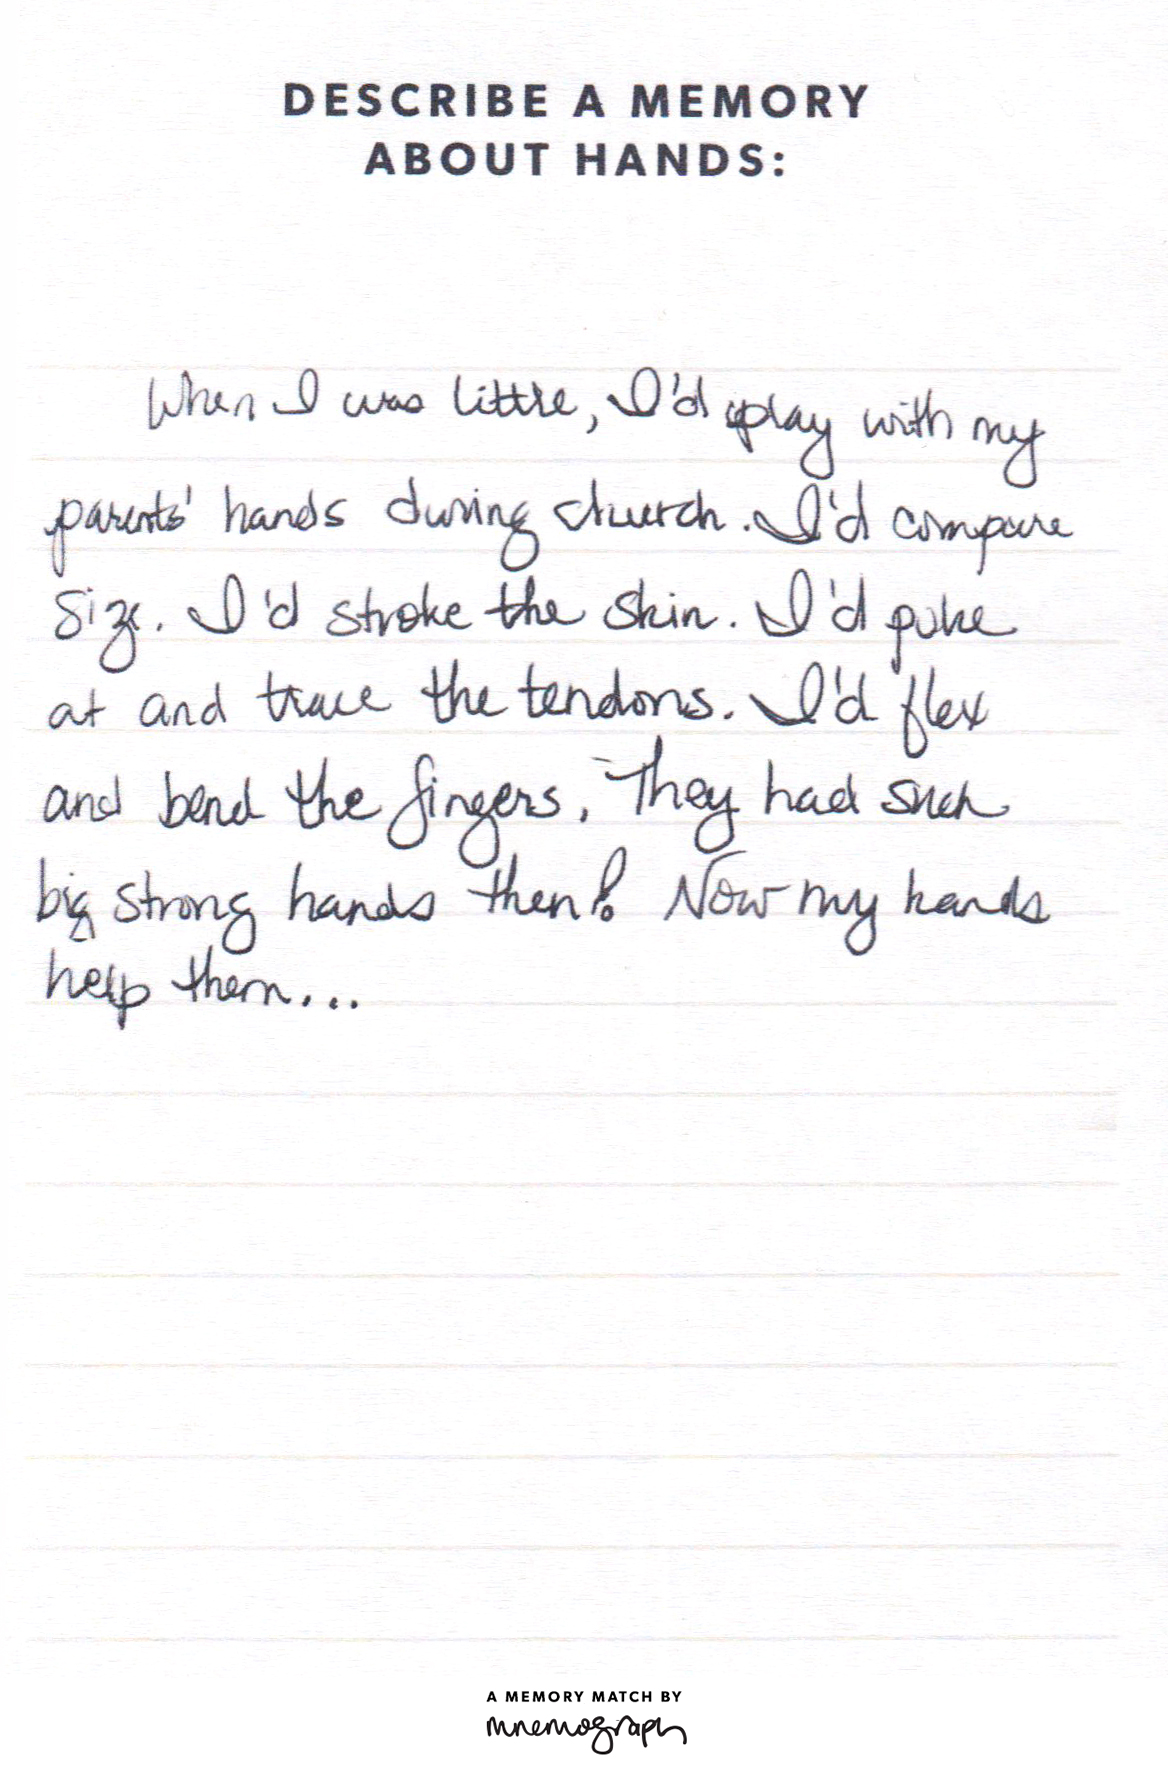 DESCRIBE A MEMORY
ABOUT HANDS:
When I was little, I'd play with my
parents' hands during church. I'd compare
size. I'd stroke the skin. I'd poke
at and trace the tendons. I'd flex
and bend the fingers. They had such
big strong hands then! Now my hands
help them...
A MEMORY MATCH BY
mnemograph